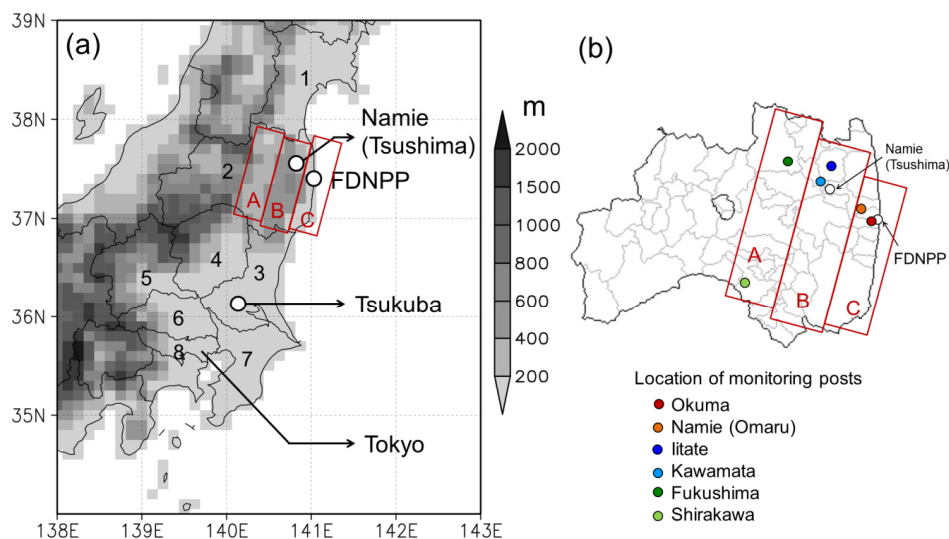 (a)
39N
38N
37N
36N
35N
138E
139E
140E
141E
142E
143E
1
2
3
4
5
6
7
8
A
B
C
Namie
(Tsushima)
FDNPP
Tsukuba
Tokyo
m
2000
1500
1000
800
600
400
200
(b)
Namie
(Tsushima)
FDNPP
A
B
C
Location of monitoring posts
Okuma
Namie (Omaru)
Iitate
Kawamata
Fukushima
Shirakawa